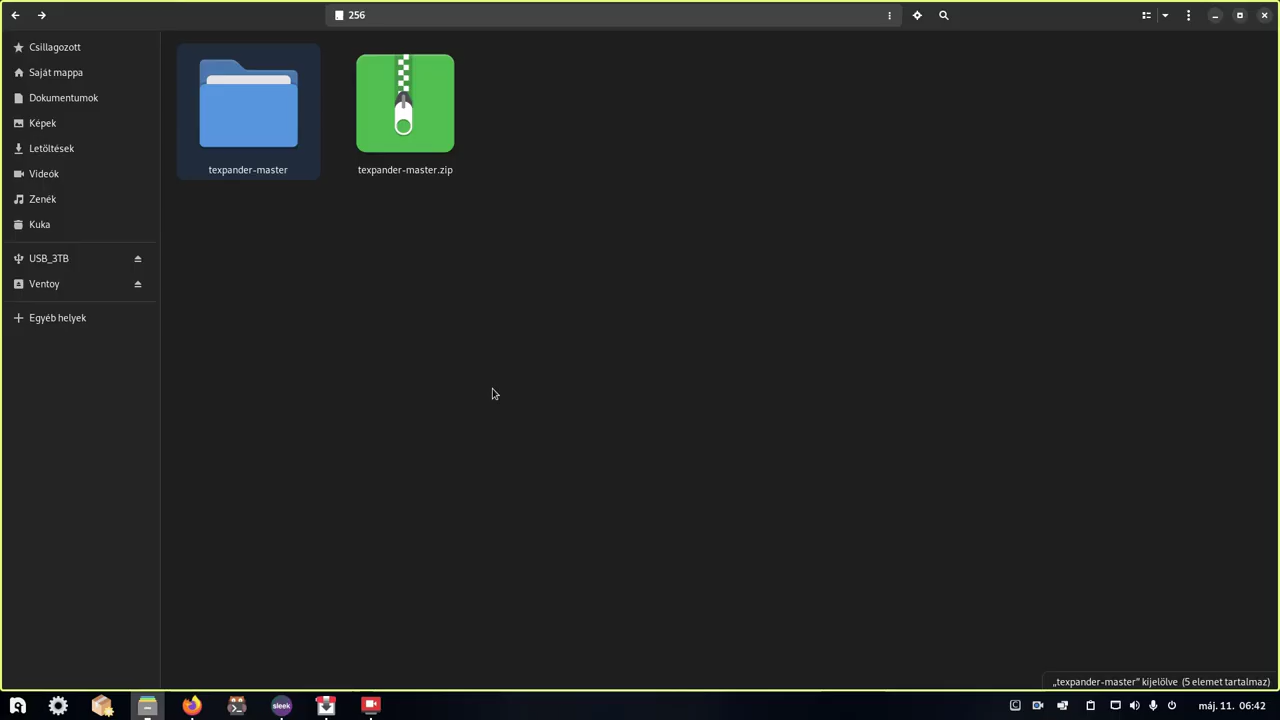 256
Csillagozott
Saját mappa
Dokumentumok
Képek
Letöltések
Videók
Zenék
Kuka
USB_3TB
Ventoy
Egyéb helyek
texpander-master
texpander-master.zip
„texpander-master” kijelölve (5 elemet tartalmaz)
sleek
máj. 11. 06:42